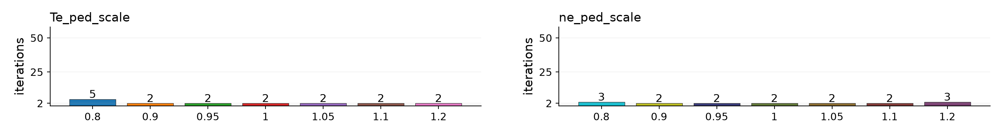 Te_ped_scale
iterations
50
25
2
5 2 2 2 2 2 2
0.8 0.9 0.95 1 1.05 1.1 1.2
ne_ped_scale
iterations
50
25
2
3 2 2 2 2 2 3
0.8 0.9 0.95 1 1.05 1.1 1.2